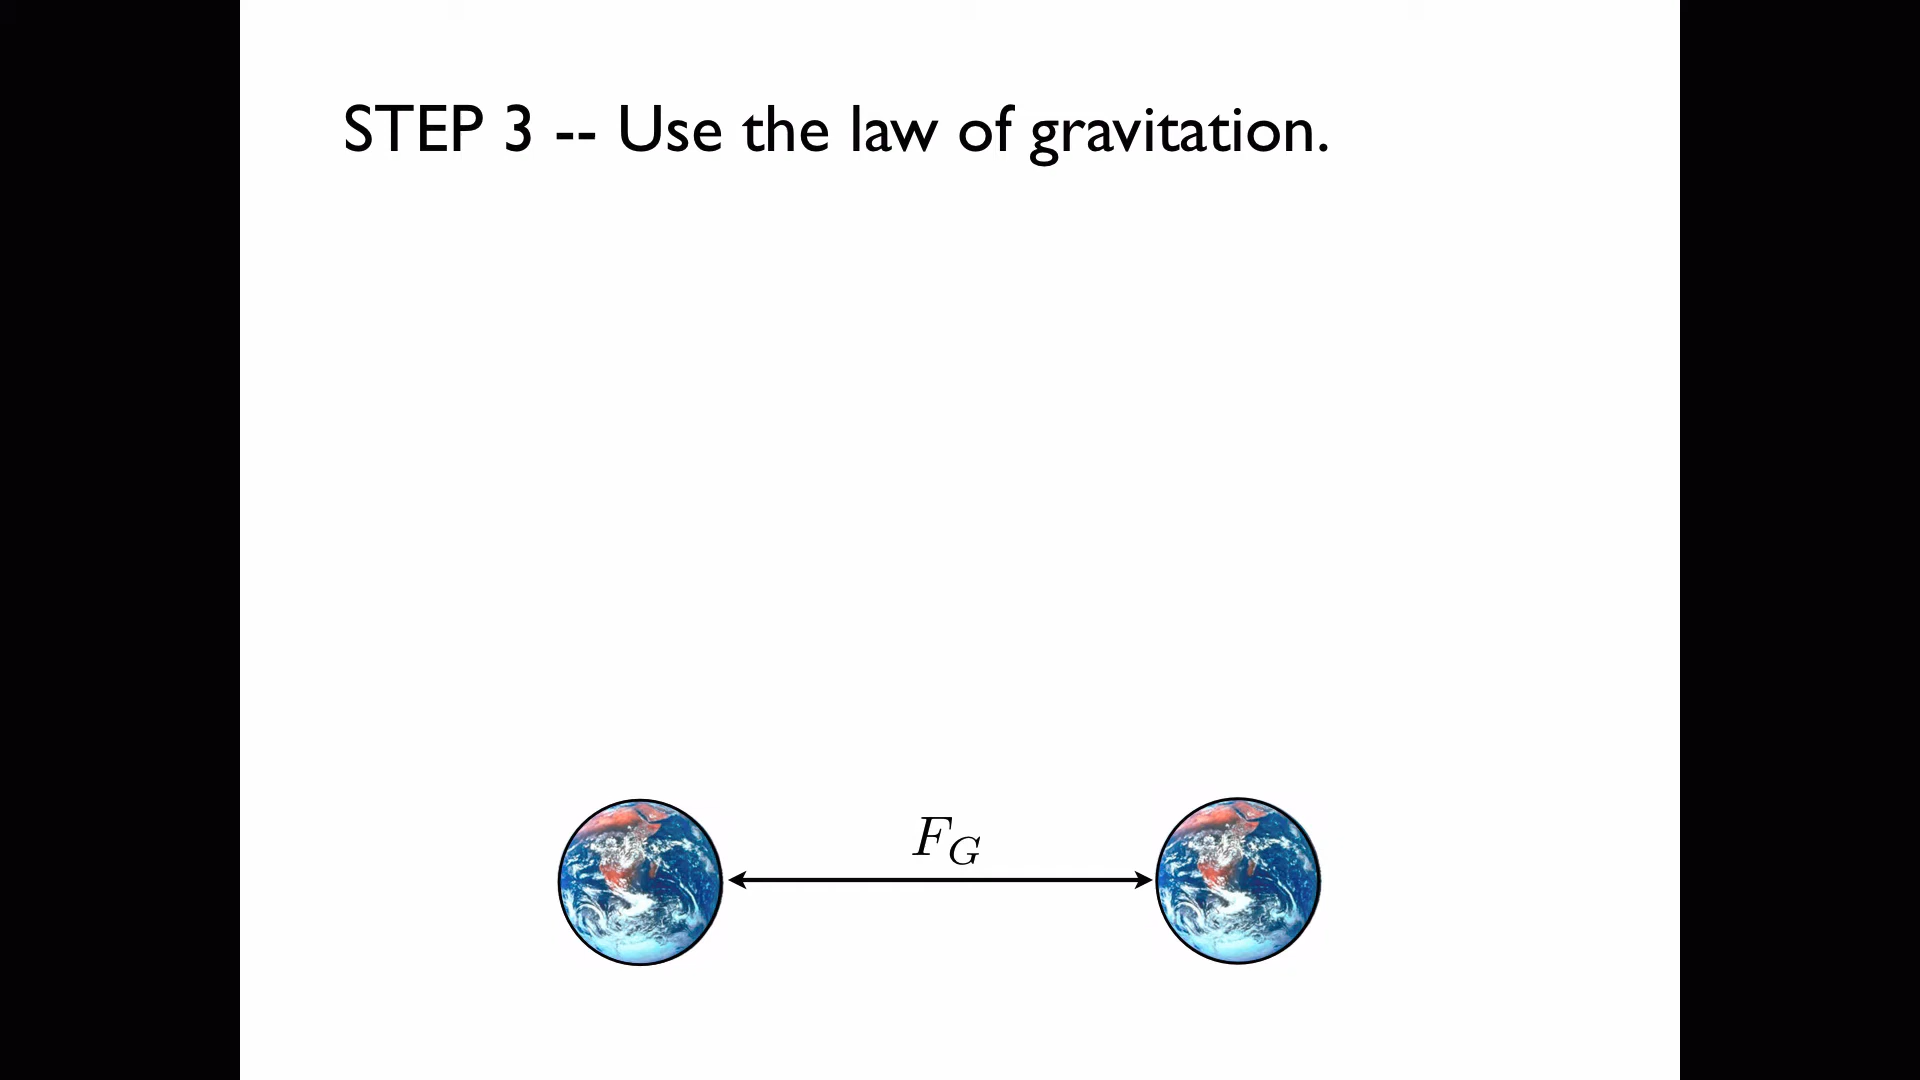 STEP 3 -- Use the law of gravitation.
F_G